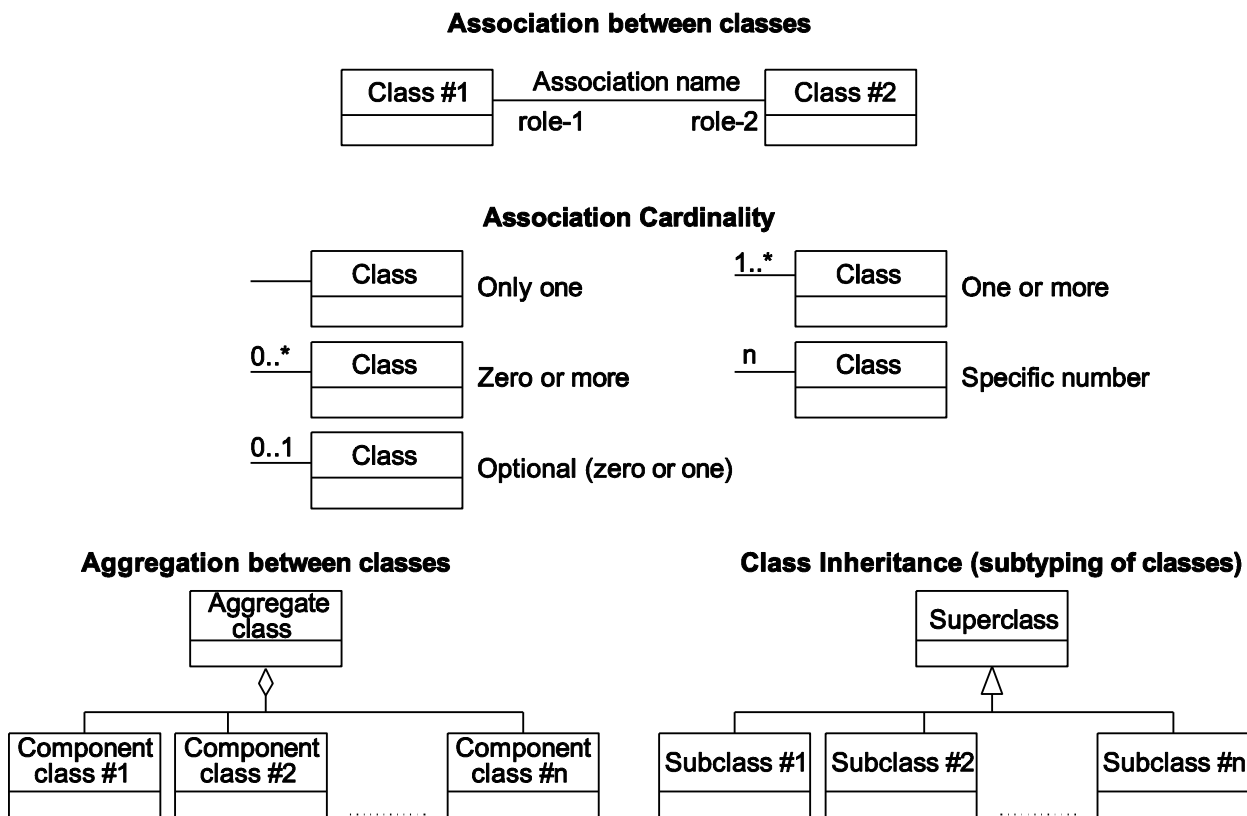 Association between classes
Class #1
Association name
Class #2
role-1
role-2
Association Cardinality
Class
Only one
1..*
Class
One or more
0..*
Class
Zero or more
n
Class
Specific number
0..1
Class
Optional (zero or one)
Aggregation between classes
Class Inheritance (subtyping of classes)
Aggregate
class
Superclass
Component
class #1
Component
class #2
Component
class #n
Subclass #1
Subclass #2
Subclass #n